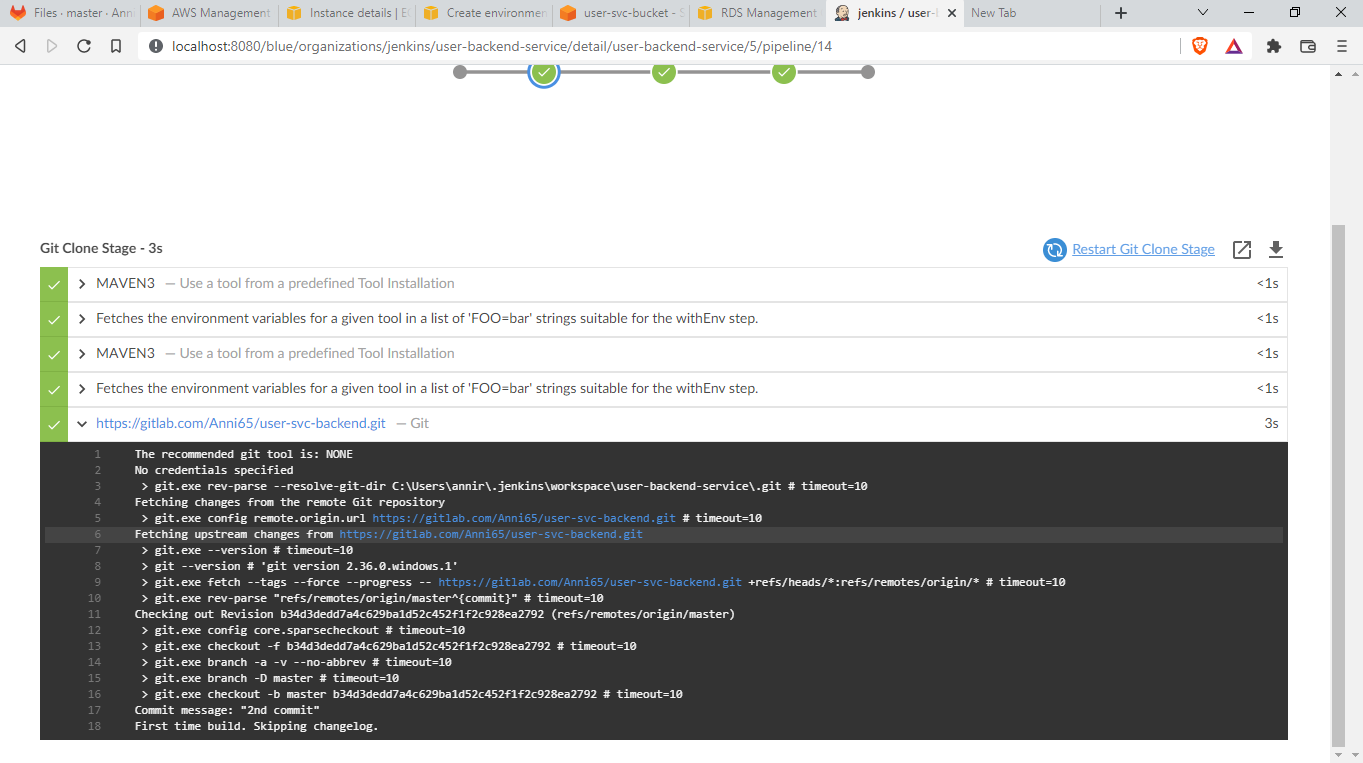 Files · master · Ann
AWS Management
Instance details | E
Create environmen
user-svc-bucket - S
RDS Management
jenkins / user-
New Tab
localhost:8080/blue/organizations/jenkins/user-backend-service/detail/user-backend-service/5/pipeline/14
Git Clone Stage - 3s
Restart Git Clone Stage
MAVEN3 — Use a tool from a predefined Tool Installation <1s
Fetches the environment variables for a given tool in a list of 'FOO=bar' strings suitable for the withEnv step. <1s
MAVEN3 — Use a tool from a predefined Tool Installation <1s
Fetches the environment variables for a given tool in a list of 'FOO=bar' strings suitable for the withEnv step. <1s
https://gitlab.com/Anni65/user-svc-backend.git — Git 3s
1 The recommended git tool is: NONE
2 No credentials specified
3 > git.exe rev-parse --resolve-git-dir C:\Users\annir\.jenkins\workspace\user-backend-service\.git # timeout=10
4 Fetching changes from the remote Git repository
5 > git.exe config remote.origin.url https://gitlab.com/Anni65/user-svc-backend.git # timeout=10
6 Fetching upstream changes from https://gitlab.com/Anni65/user-svc-backend.git
7 > git.exe --version # timeout=10
8 > git --version # 'git version 2.36.0.windows.1'
9 > git.exe fetch --tags --force --progress -- https://gitlab.com/Anni65/user-svc-backend.git +refs/heads/*:refs/remotes/origin/* # timeout=10
10 > git.exe rev-parse "refs/remotes/origin/master^{commit}" # timeout=10
11 Checking out Revision b34d3dedd7a4c629ba1d52c452f1f2c928ea2792 (refs/remotes/origin/master)
12 > git.exe config core.sparsecheckout # timeout=10
13 > git.exe checkout -f b34d3dedd7a4c629ba1d52c452f1f2c928ea2792 # timeout=10
14 > git.exe branch -a -v --no-abbrev # timeout=10
15 > git.exe branch -D master # timeout=10
16 > git.exe checkout -b master b34d3dedd7a4c629ba1d52c452f1f2c928ea2792 # timeout=10
17 Commit message: "2nd commit"
18 First time build. Skipping changelog.